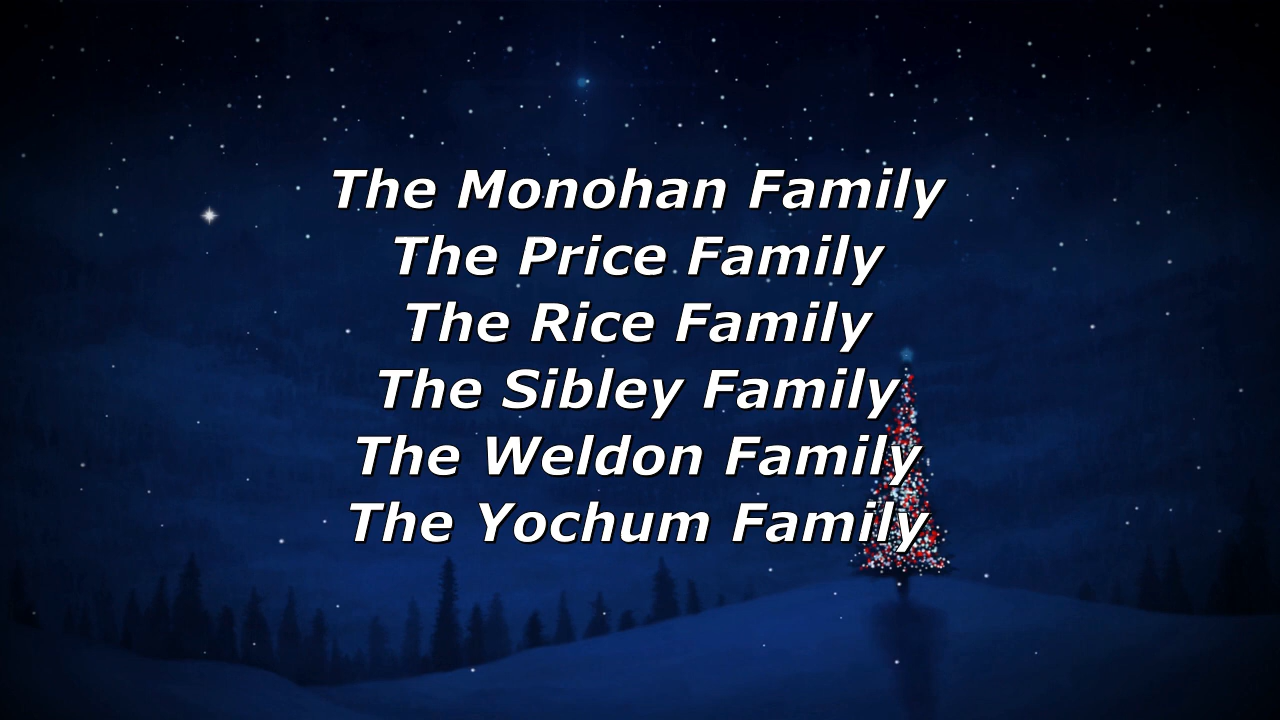 The Monohan Family
The Price Family
The Rice Family
The Sibley Family
The Weldon Family
The Yochum Family